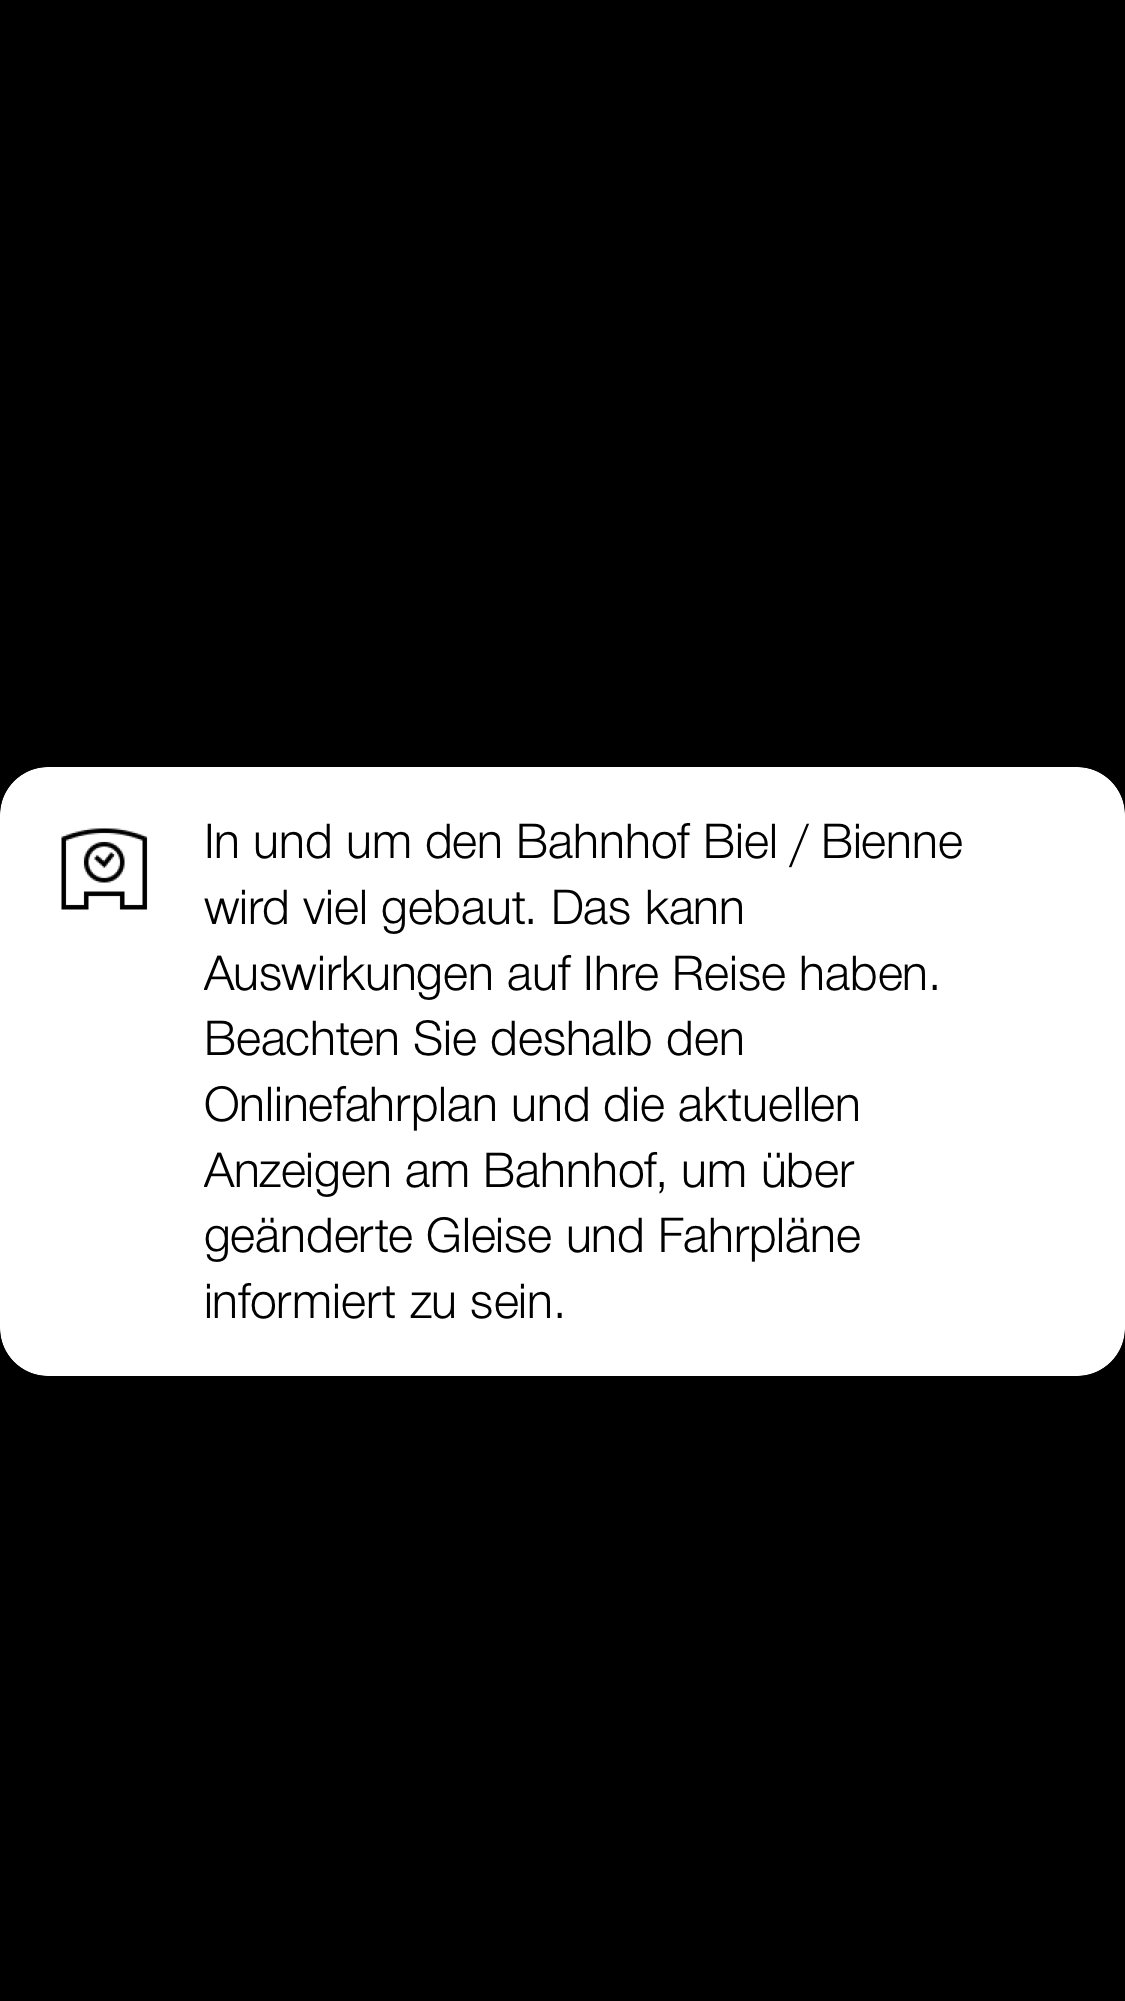 In und um den Bahnhof Biel / Bienne
wird viel gebaut. Das kann
Auswirkungen auf Ihre Reise haben.
Beachten Sie deshalb den
Onlinefahrplan und die aktuellen
Anzeigen am Bahnhof, um über
geänderte Gleise und Fahrpläne
informiert zu sein.